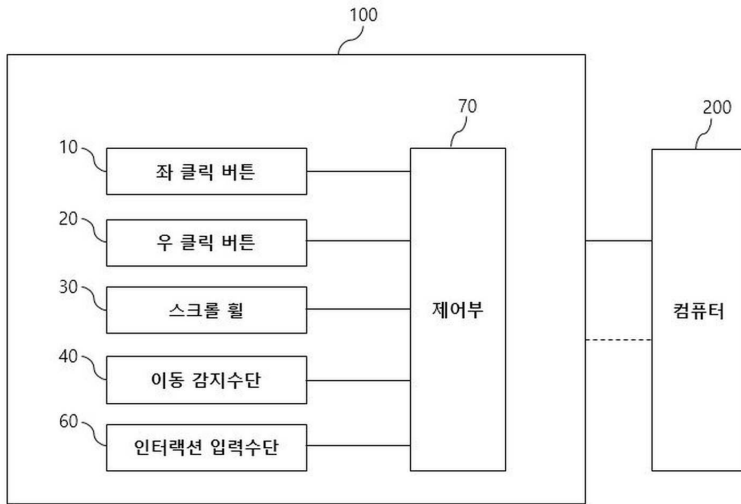 100
70
200
10
좌 클릭 버튼
20
우 클릭 버튼
30
스크롤 휠
제어부
컴퓨터
40
이동 감지수단
60
인터랙션 입력수단